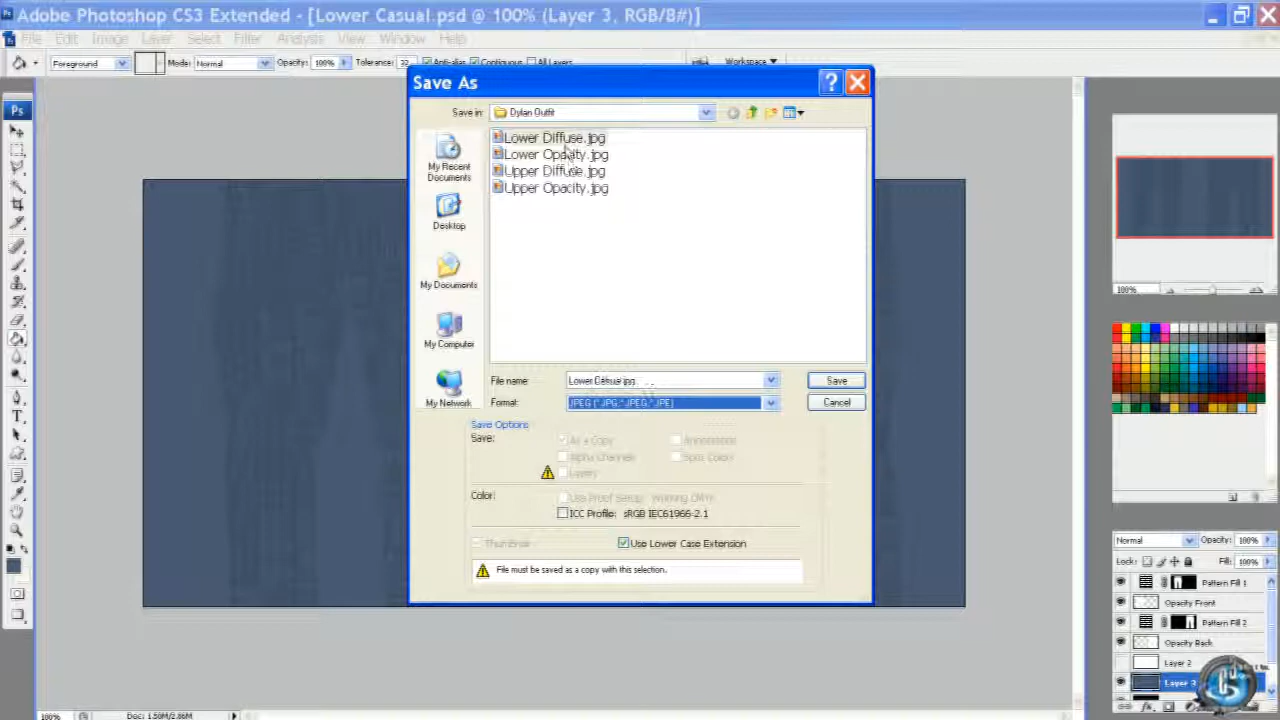 Adobe Photoshop CS3 Extended - [Lower Casual.psd @ 100% (Layer 3, RGB/8#)]
File Edit Image Layer Select Filter Analysis View Window Help
Foreground Mode: Normal Opacity: 100% Tolerance: 32 Anti-alias Contiguous All Layers Workspace
Save As
Ps
Save in: Dylan Outfit
Lower Diffuse.jpg
Lower Opacity.jpg
Upper Diffuse.jpg
Upper Opacity.jpg
My Recent
Documents
Desktop
My Documents
My Computer
My Network
100%
File name: Lower Casual.jpg Save
Format: JPEG (*.JPG;*.JPEG;*.JPE) Cancel
Save Options
Save: As a Copy Annotations
Alpha Channels Spot Colors
Layers
Color: Use Proof Setup: Working CMYK
ICC Profile: sRGB IEC61966-2.1
Thumbnail Use Lower Case Extension
File must be saved as a copy with this selection.
Normal Opacity: 100%
Lock: Fill: 100%
Pattern Fill 1
Opacity Front
Pattern Fill 2
Opacity Back
Layer 2
Layer 3
100% Doc: 1.50M/2.86M